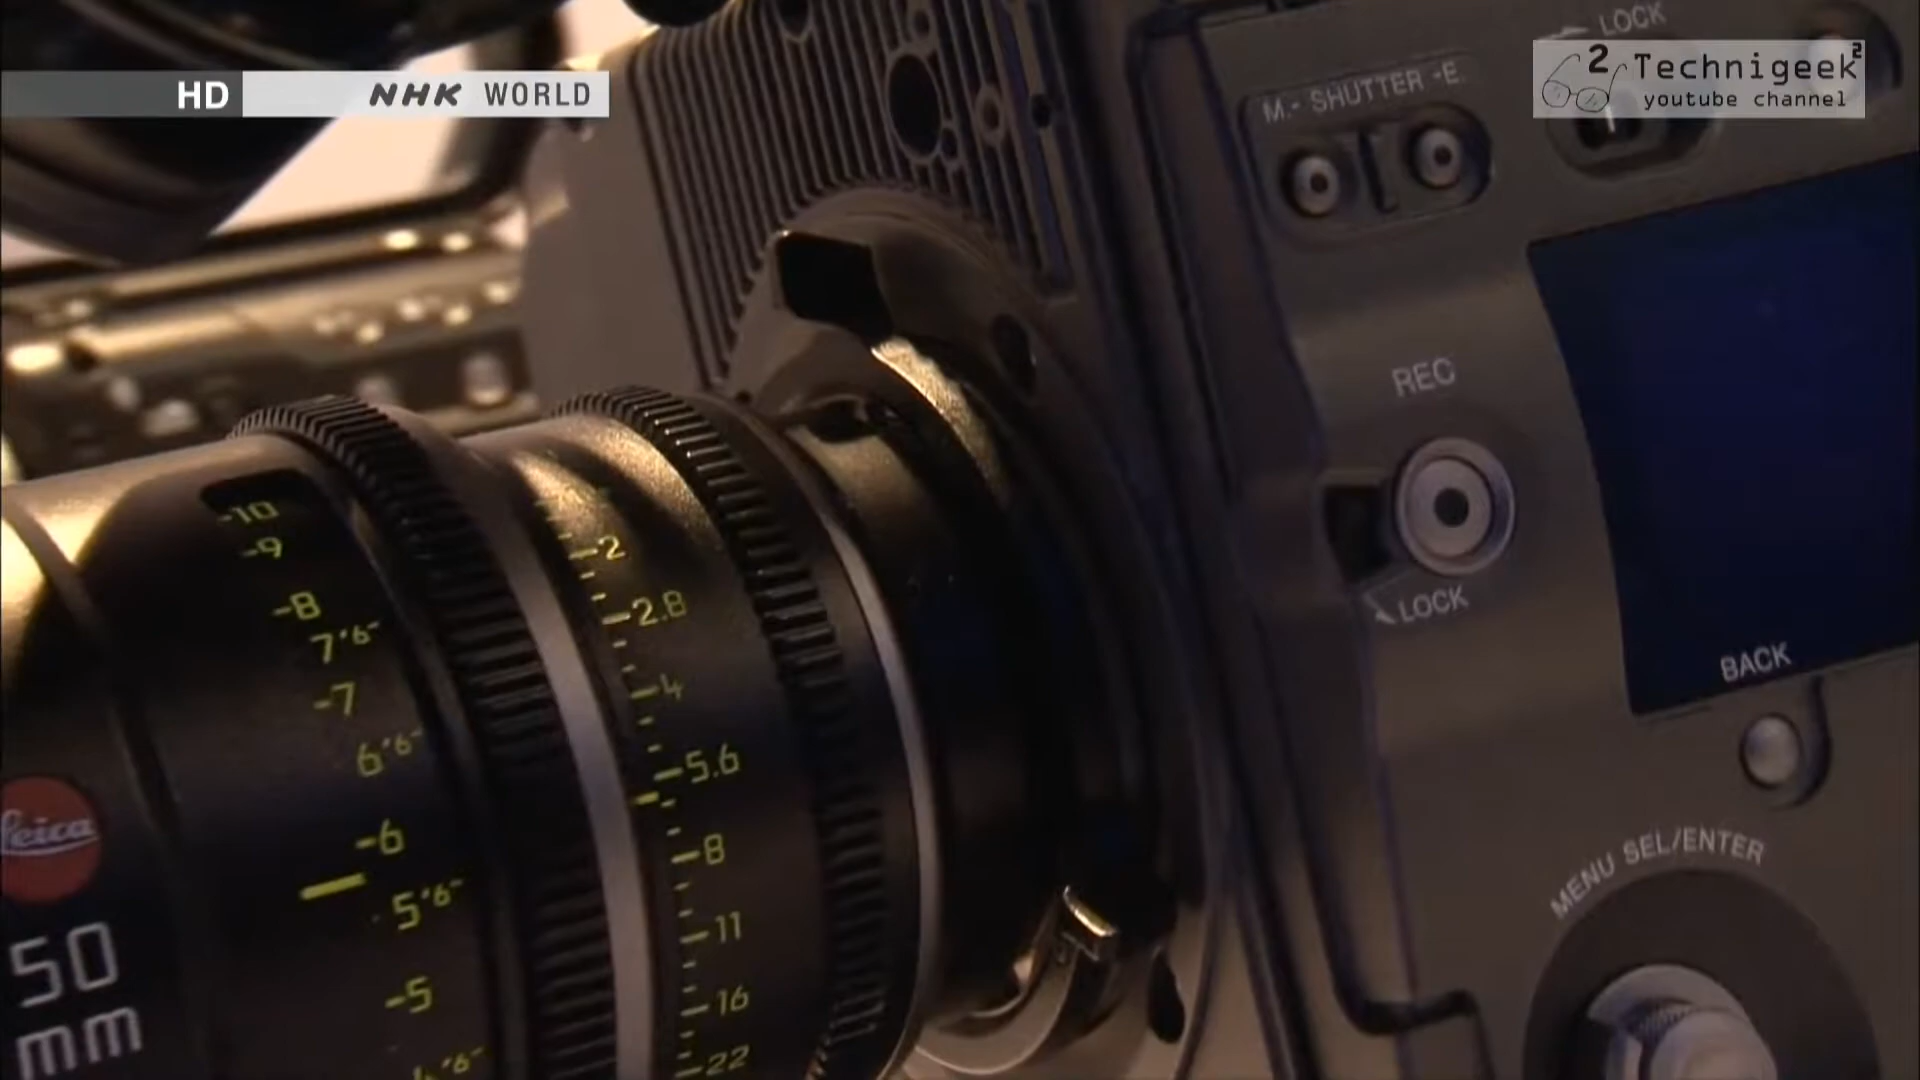 HD NHK WORLD
LOCK
2 Technigeek2
youtube channel
M.- SHUTTER -E.
REC
LOCK
BACK
MENU SEL/ENTER
-10
-9
-8
7'6"
-7
6'6"
-6
5'6"
-5
2
2.8
4
5.6
8
11
16
22
leica
50
mm